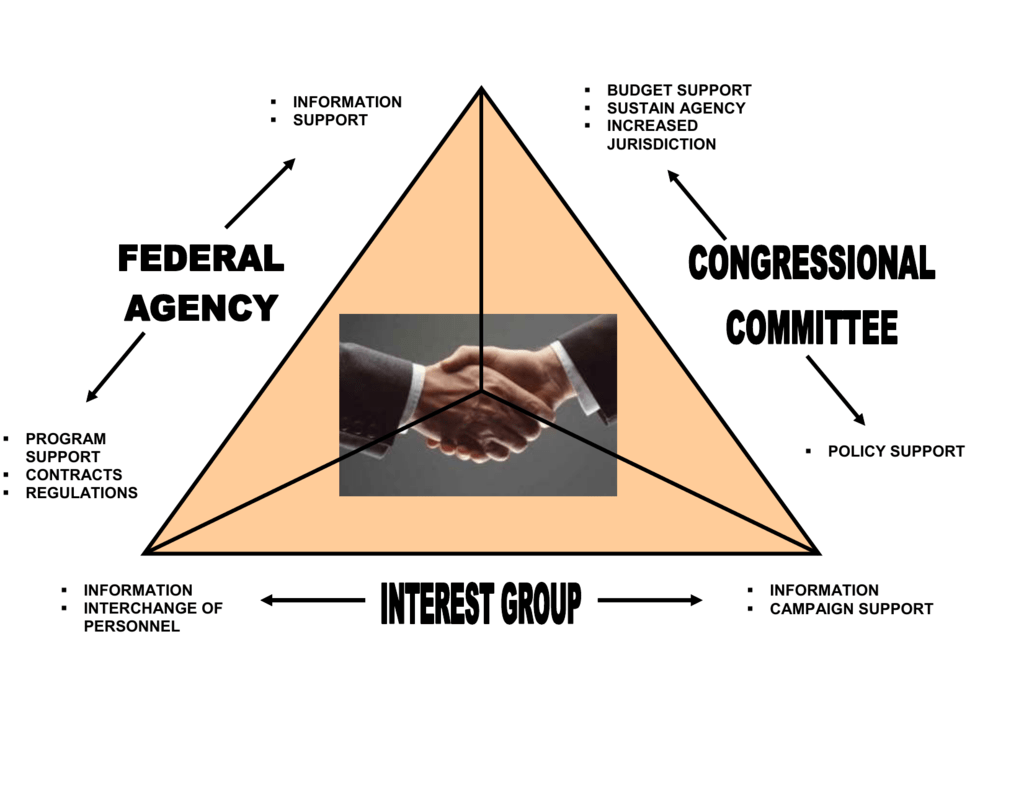 ▪ INFORMATION
▪ SUPPORT
▪ BUDGET SUPPORT
▪ SUSTAIN AGENCY
▪ INCREASED
JURISDICTION
FEDERAL
AGENCY
CONGRESSIONAL
COMMITTEE
▪ PROGRAM
SUPPORT
▪ CONTRACTS
▪ REGULATIONS
▪ POLICY SUPPORT
▪ INFORMATION
▪ INTERCHANGE OF
PERSONNEL
INTEREST GROUP
▪ INFORMATION
▪ CAMPAIGN SUPPORT